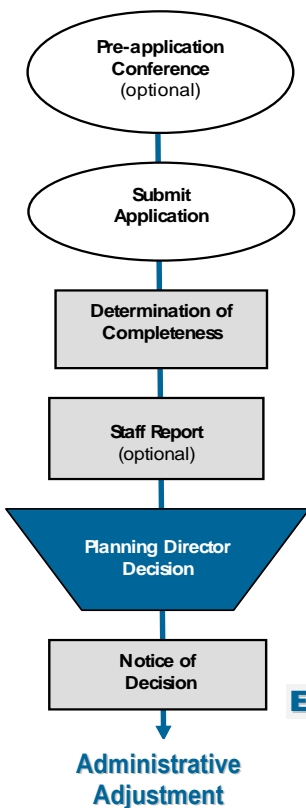 Pre-application
Conference
(optional)
Submit
Application
Determination of
Completeness
Staff Report
(optional)
Planning Director
Decision
Notice of
Decision
E
Administrative
Adjustment